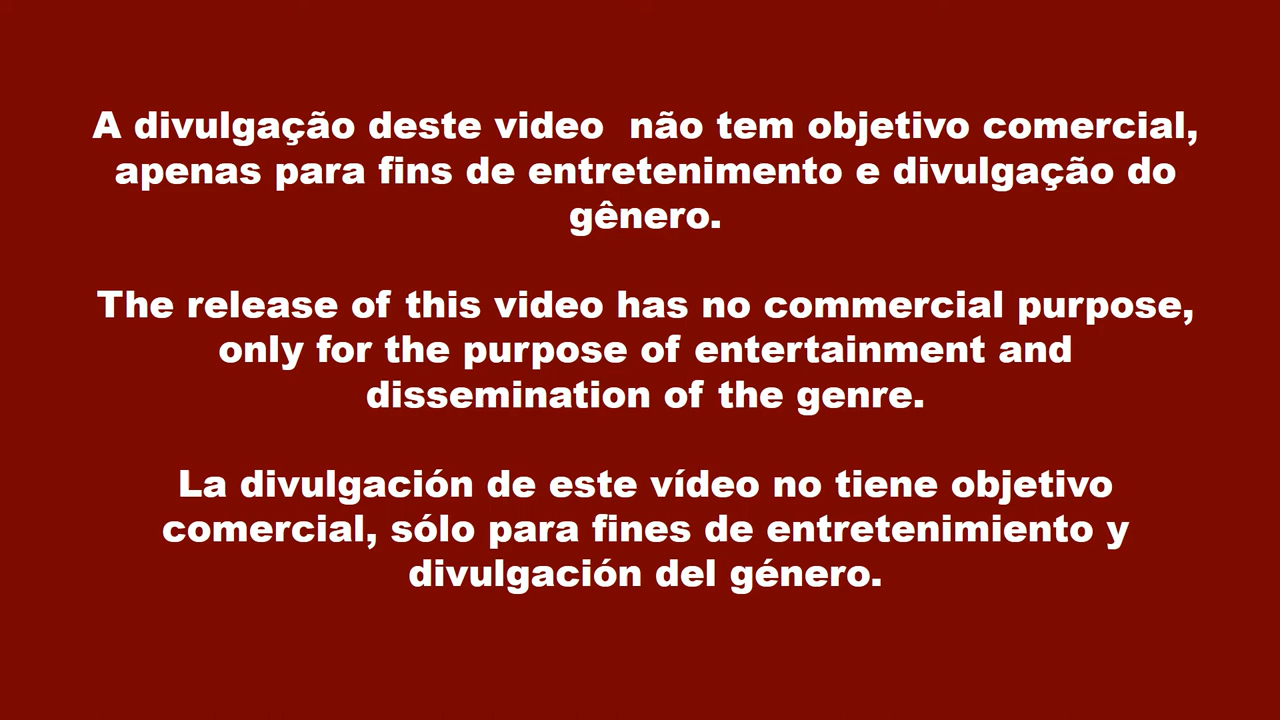 A divulgação deste video  não tem objetivo comercial,
apenas para fins de entretenimento e divulgação do
gênero.
The release of this video has no commercial purpose,
only for the purpose of entertainment and
dissemination of the genre.
La divulgación de este vídeo no tiene objetivo
comercial, sólo para fines de entretenimiento y
divulgación del género.